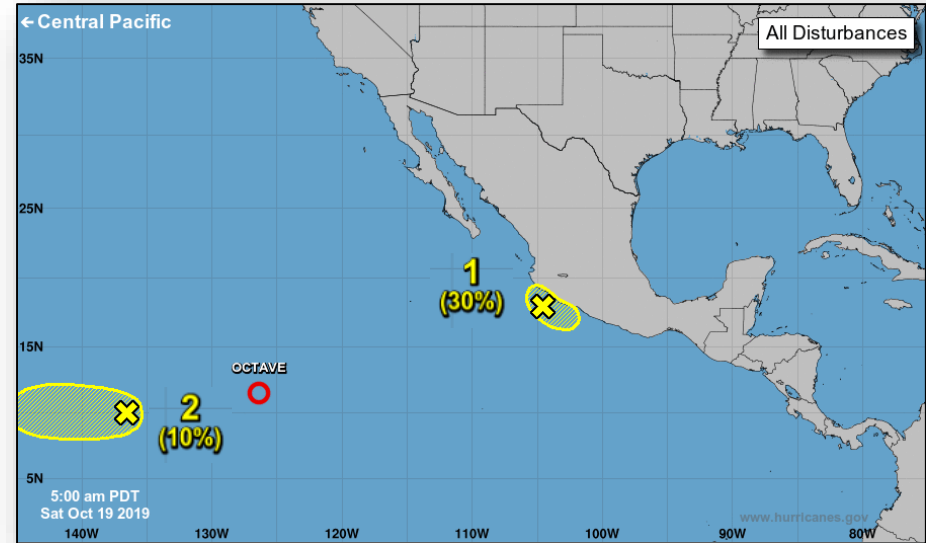 ← Central Pacific
All Disturbances
35N
25N
1
(30%)
15N
OCTAVE
2
(10%)
5N
5:00 am PDT
Sat Oct 19 2019
www.hurricanes.gov
140W 130W 120W 110W 100W 90W 80W